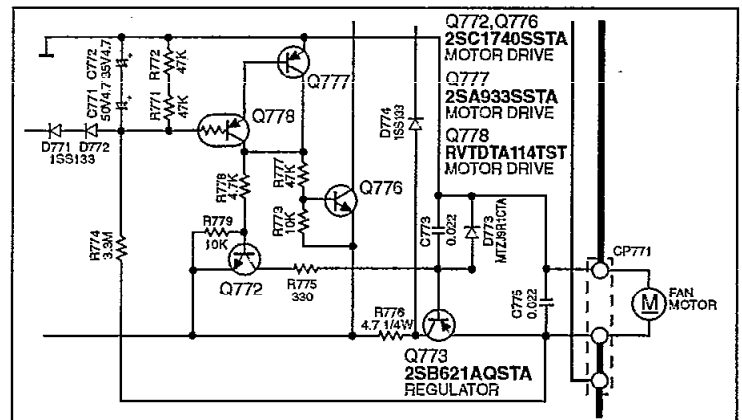 Q772,Q776
2SC1740SSTA
MOTOR DRIVE
Q777
2SA933SSTA
MOTOR DRIVE
Q778
RVTDTA114TST
MOTOR DRIVE
C772
35V4.7
R772
47K
Q777
C771
50V4.7
R771
47K
Q778
D774
1SS133
D771
D772
1SS133
R778
4.7K
R777
47K
Q776
R773
10K
R779
10K
R774
3.3M
Q772
R775
330
C773
0.022
D773
MTZJ9R1CTA
CP771
C775
0.022
M
FAN
MOTOR
R776
4.7 1/4W
Q773
2SB621AQSTA
REGULATOR